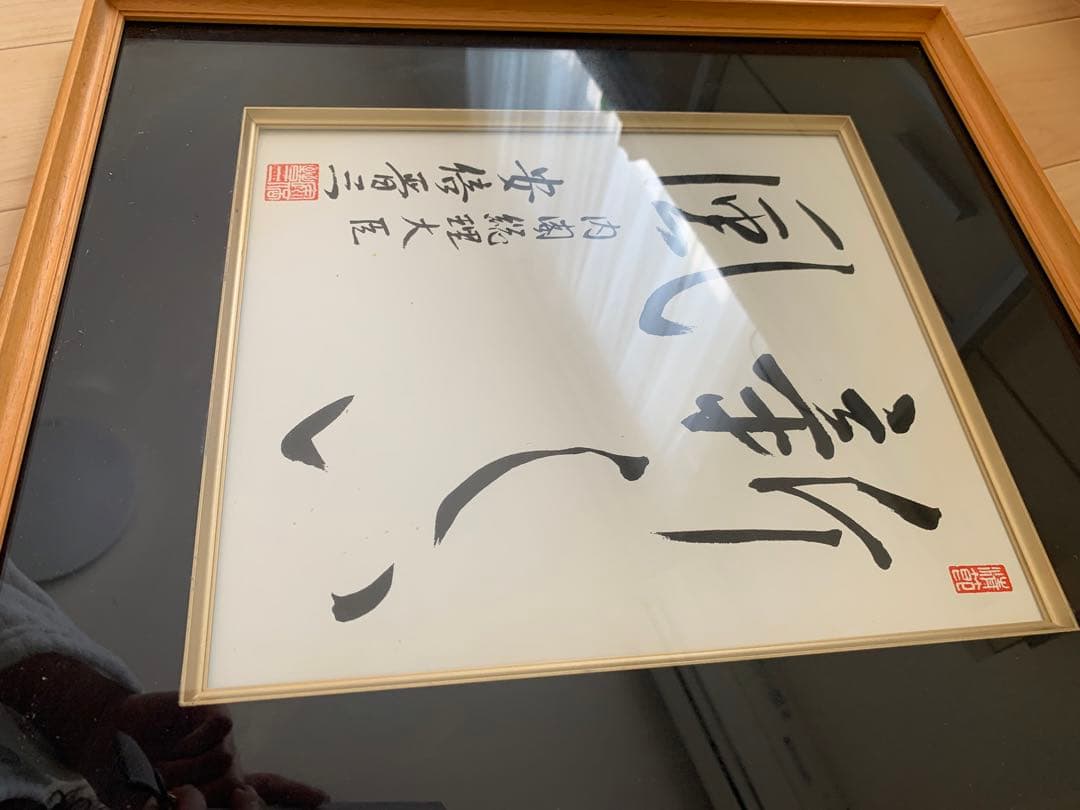 新しい
風
内閣総理大臣
安倍晋三